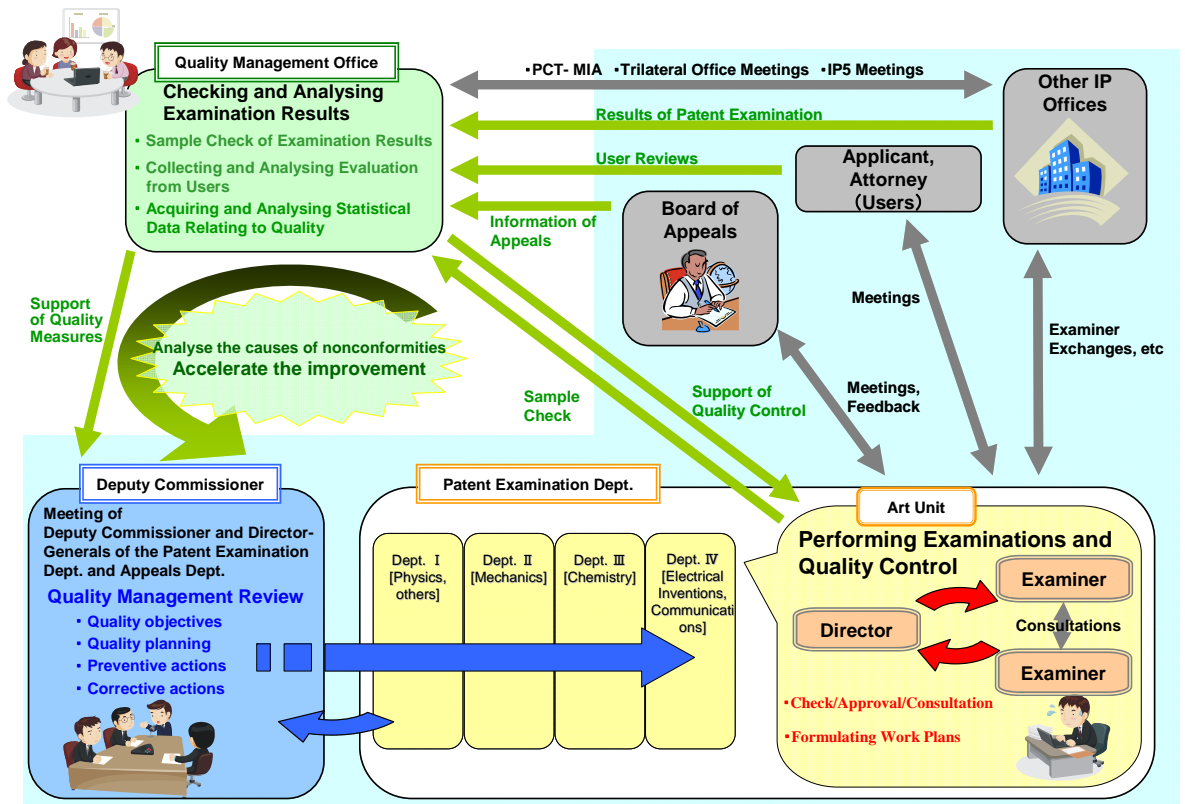 Quality Management Office
Checking and Analysing
Examination Results
・Sample Check of Examination Results
・Collecting and Analysing Evaluation
from Users
・Acquiring and Analysing Statistical
Data Relating to Quality
・PCT- MIA ・Trilateral Office Meetings ・IP5 Meetings
Results of Patent Examination
User Reviews
Information of
Appeals
Other IP
Offices
Applicant,
Attorney
（Users）
Board of
Appeals
Support
of Quality
Measures
Analyse the causes of nonconformities
Accelerate the improvement
Sample
Check
Support of
Quality Control
Meetings
Meetings,
Feedback
Examiner
Exchanges, etc
Deputy Commissioner
Meeting of
Deputy Commissioner and Director-
Generals of the Patent Examination
Dept. and Appeals Dept.
Quality Management Review
・Quality objectives
・Quality planning
・Preventive actions
・Corrective actions
Patent Examination Dept.
Dept. Ⅰ
[Physics,
others]
Dept. Ⅱ
[Mechanics]
Dept. Ⅲ
[Chemistry]
Dept. Ⅳ
[Electrical
Inventions,
Communicati
ons]
Art Unit
Performing Examinations and
Quality Control
Examiner
Director
Consultations
Examiner
・Check/Approval/Consultation
・Formulating Work Plans